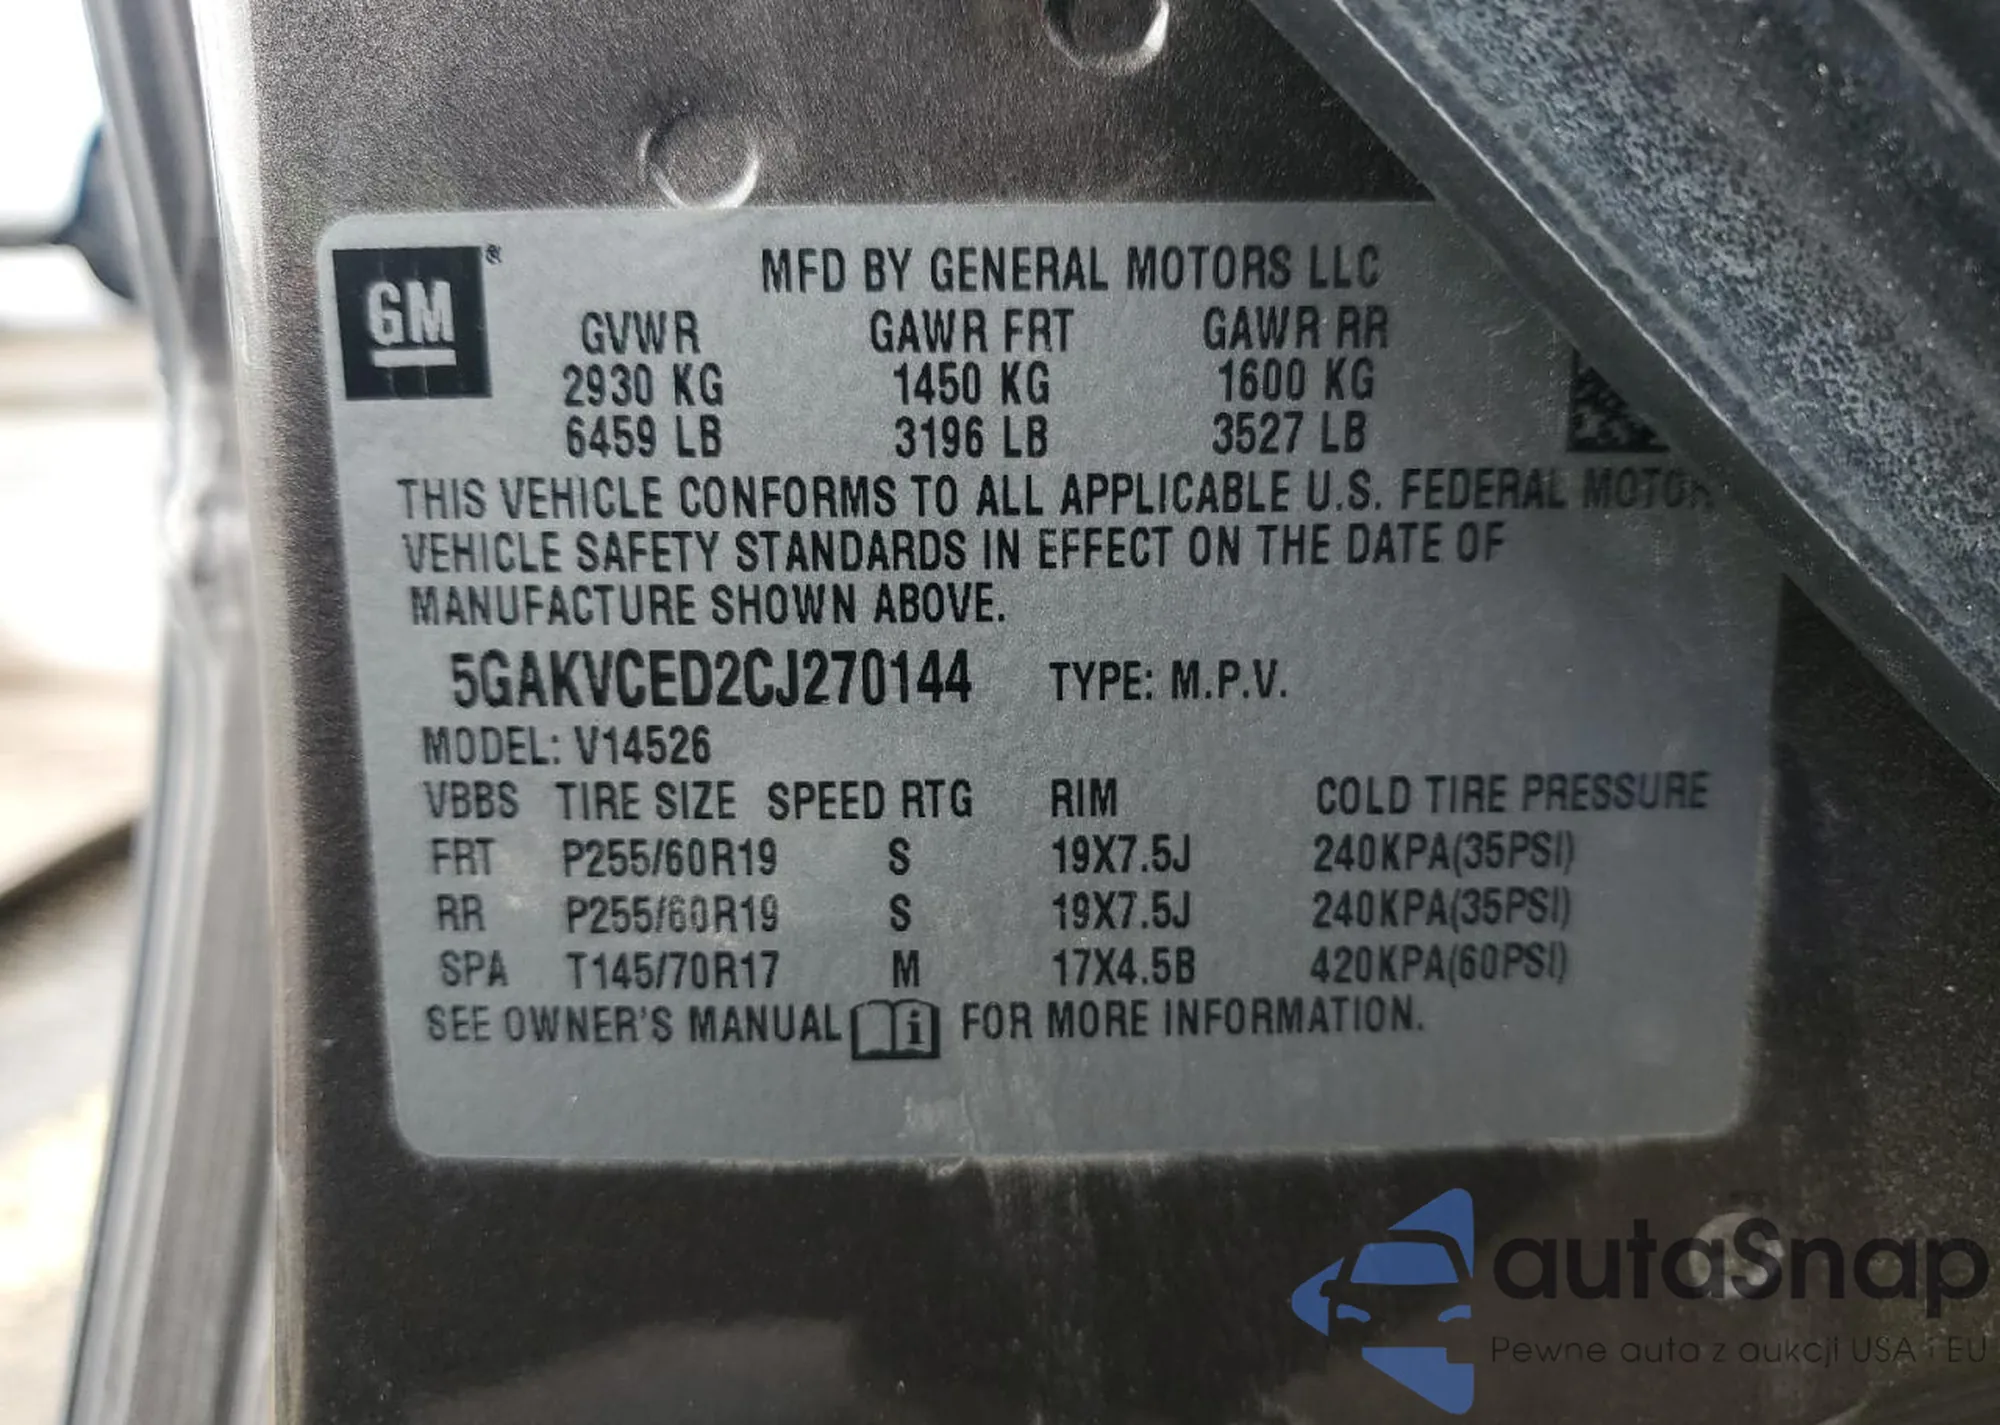 GM®
MFD BY GENERAL MOTORS LLC
GVWR GAWR FRT GAWR RR
2930 KG 1450 KG 1600 KG
6459 LB 3196 LB 3527 LB
THIS VEHICLE CONFORMS TO ALL APPLICABLE U.S. FEDERAL MOTOR
VEHICLE SAFETY STANDARDS IN EFFECT ON THE DATE OF
MANUFACTURE SHOWN ABOVE.
5GAKVCED2CJ270144 TYPE: M.P.V.
MODEL: V14526
VBBS TIRE SIZE SPEED RTG RIM COLD TIRE PRESSURE
FRT P255/60R19 S 19X7.5J 240KPA(35PSI)
RR P255/60R19 S 19X7.5J 240KPA(35PSI)
SPA T145/70R17 M 17X4.5B 420KPA(60PSI)
SEE OWNER'S MANUAL i FOR MORE INFORMATION.
autaSnap
Pewne auta z aukcji USA i EU